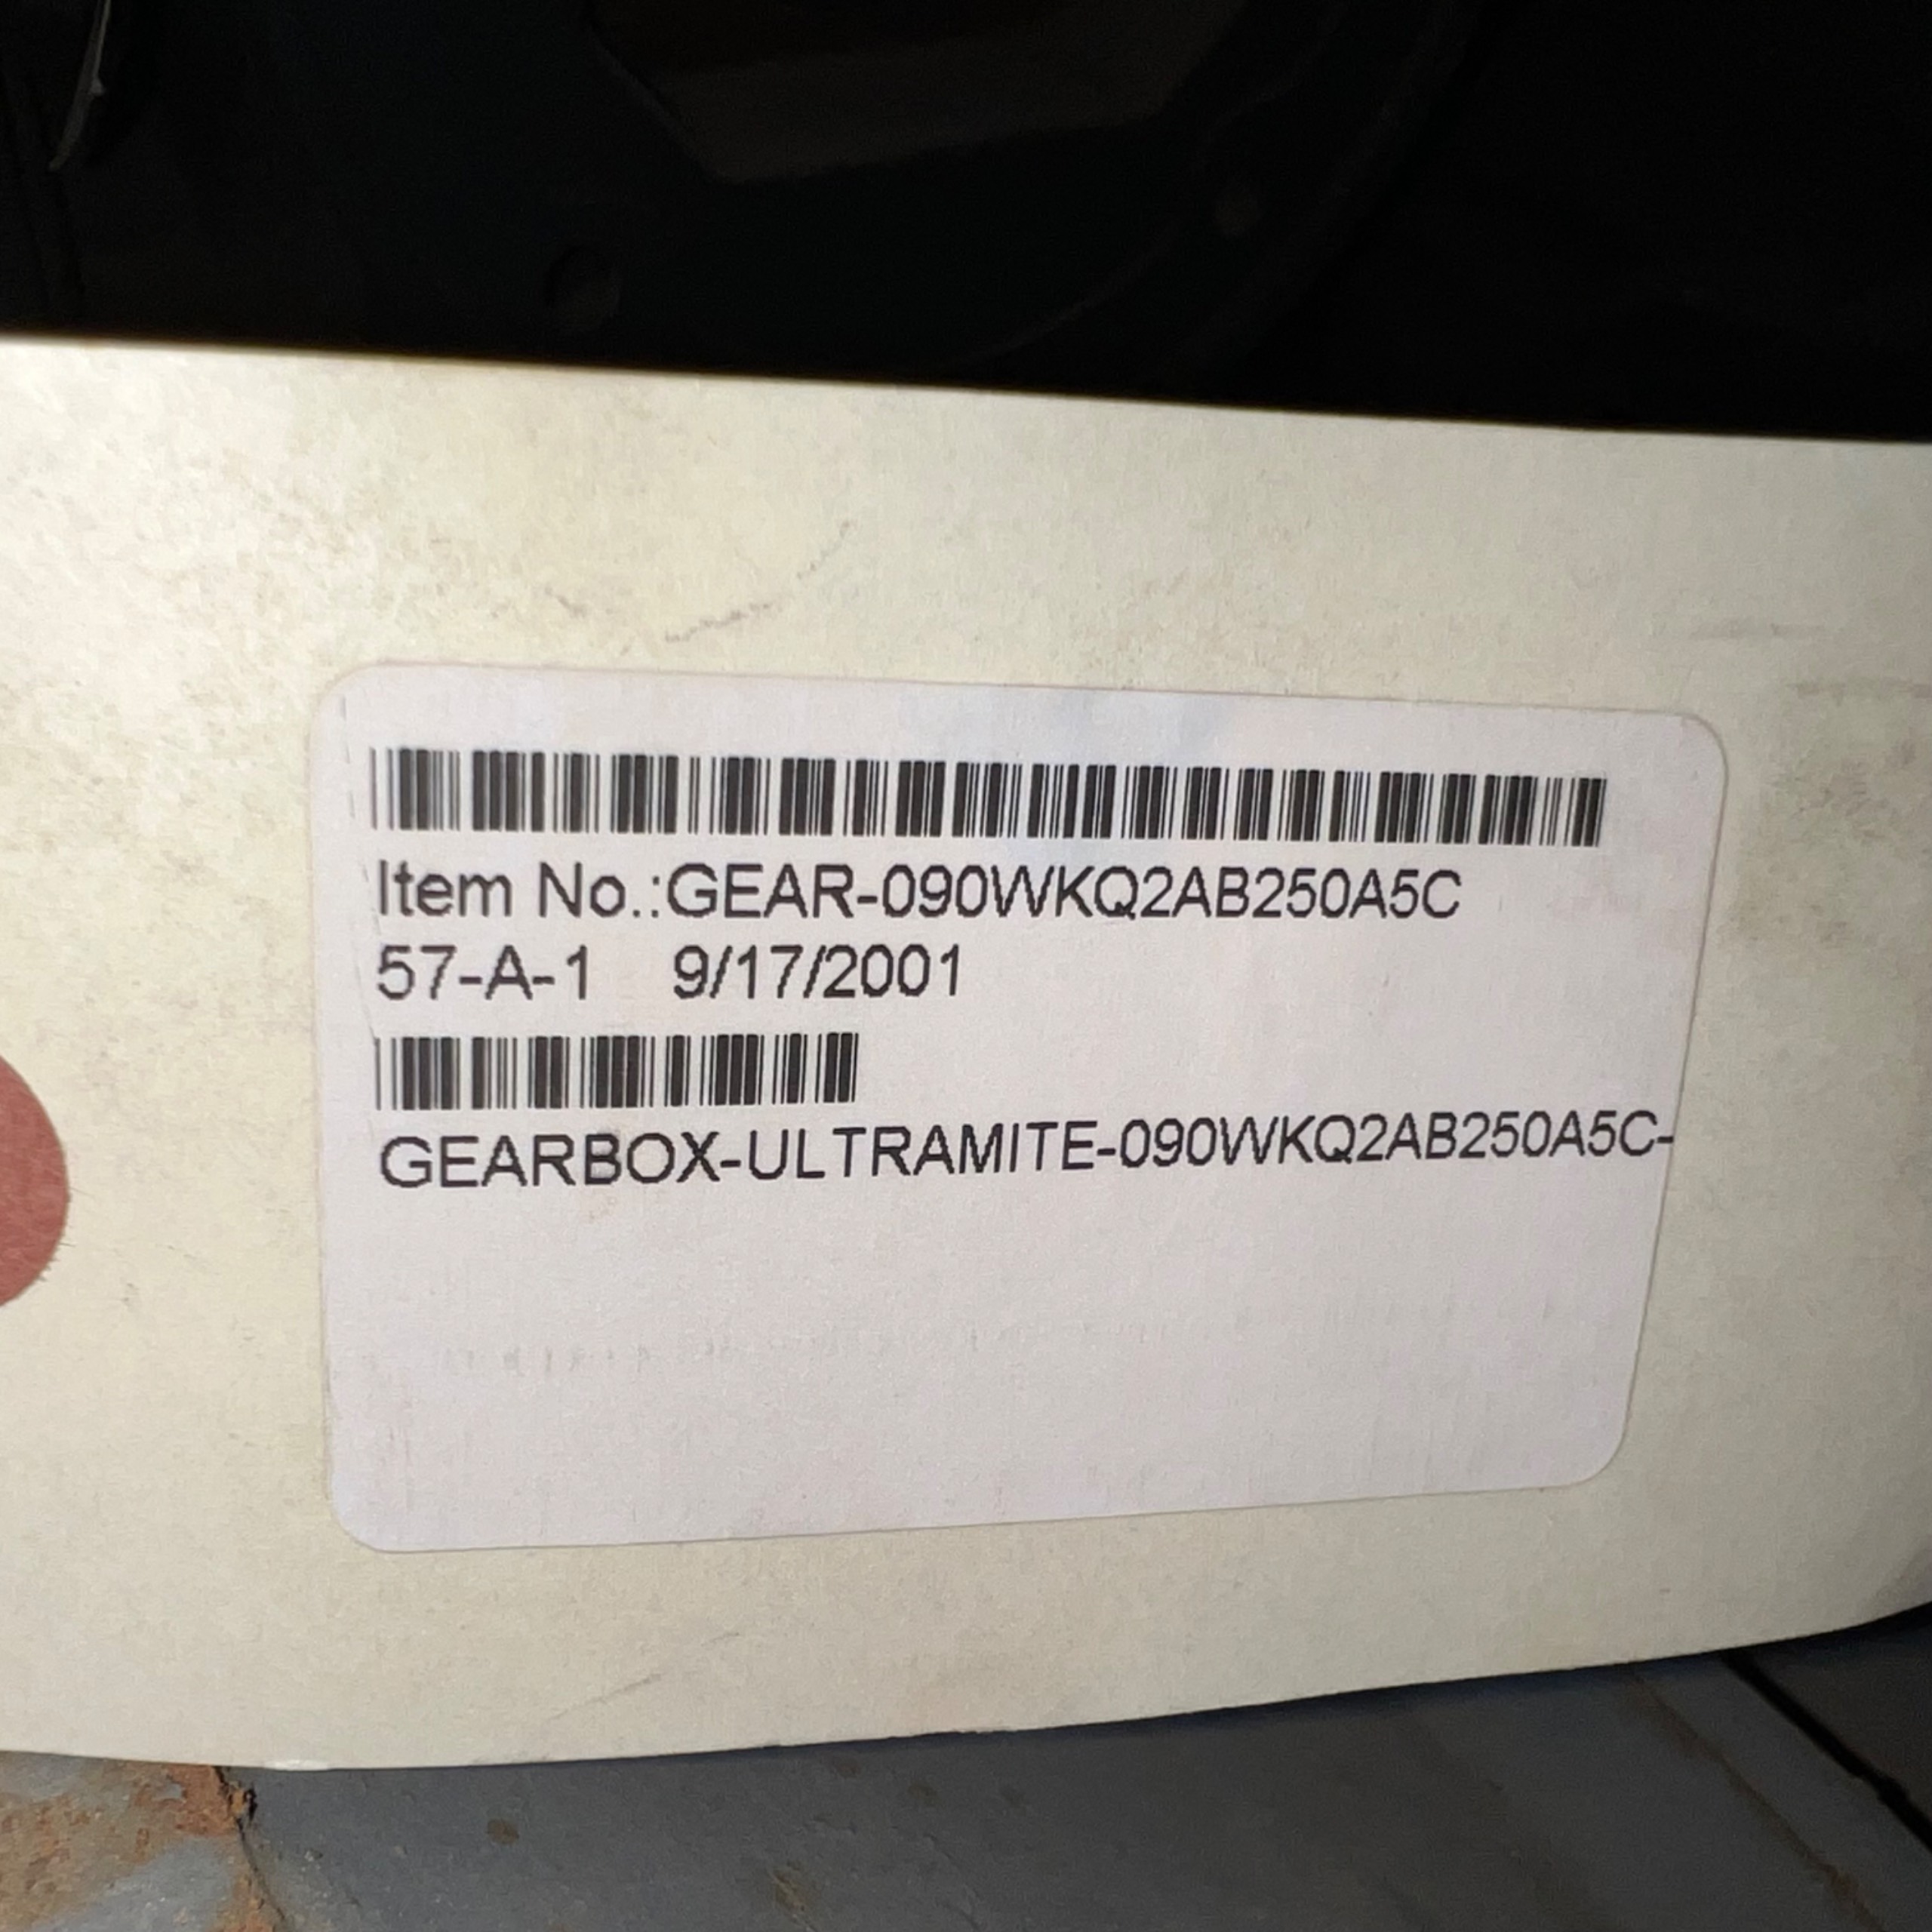 Item No.:GEAR-090WKQ2AB250A5C
57-A-1 9/17/2001
GEARBOX-ULTRAMITE-090WKQ2AB250A5C-